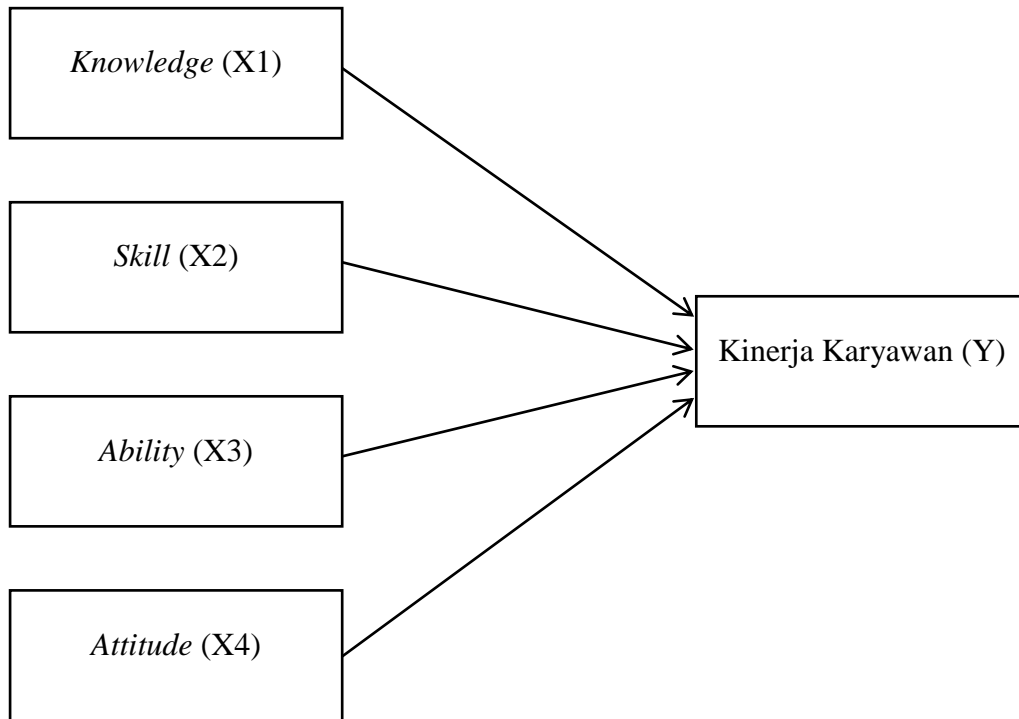 Knowledge (X1)
Skill (X2)
Kinerja Karyawan (Y)
Ability (X3)
Attitude (X4)